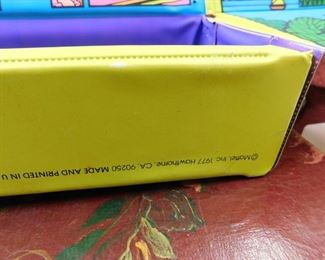 © Mattel, Inc. 1977 Hawthorne, CA. 90250 MADE AND PRINTED IN U